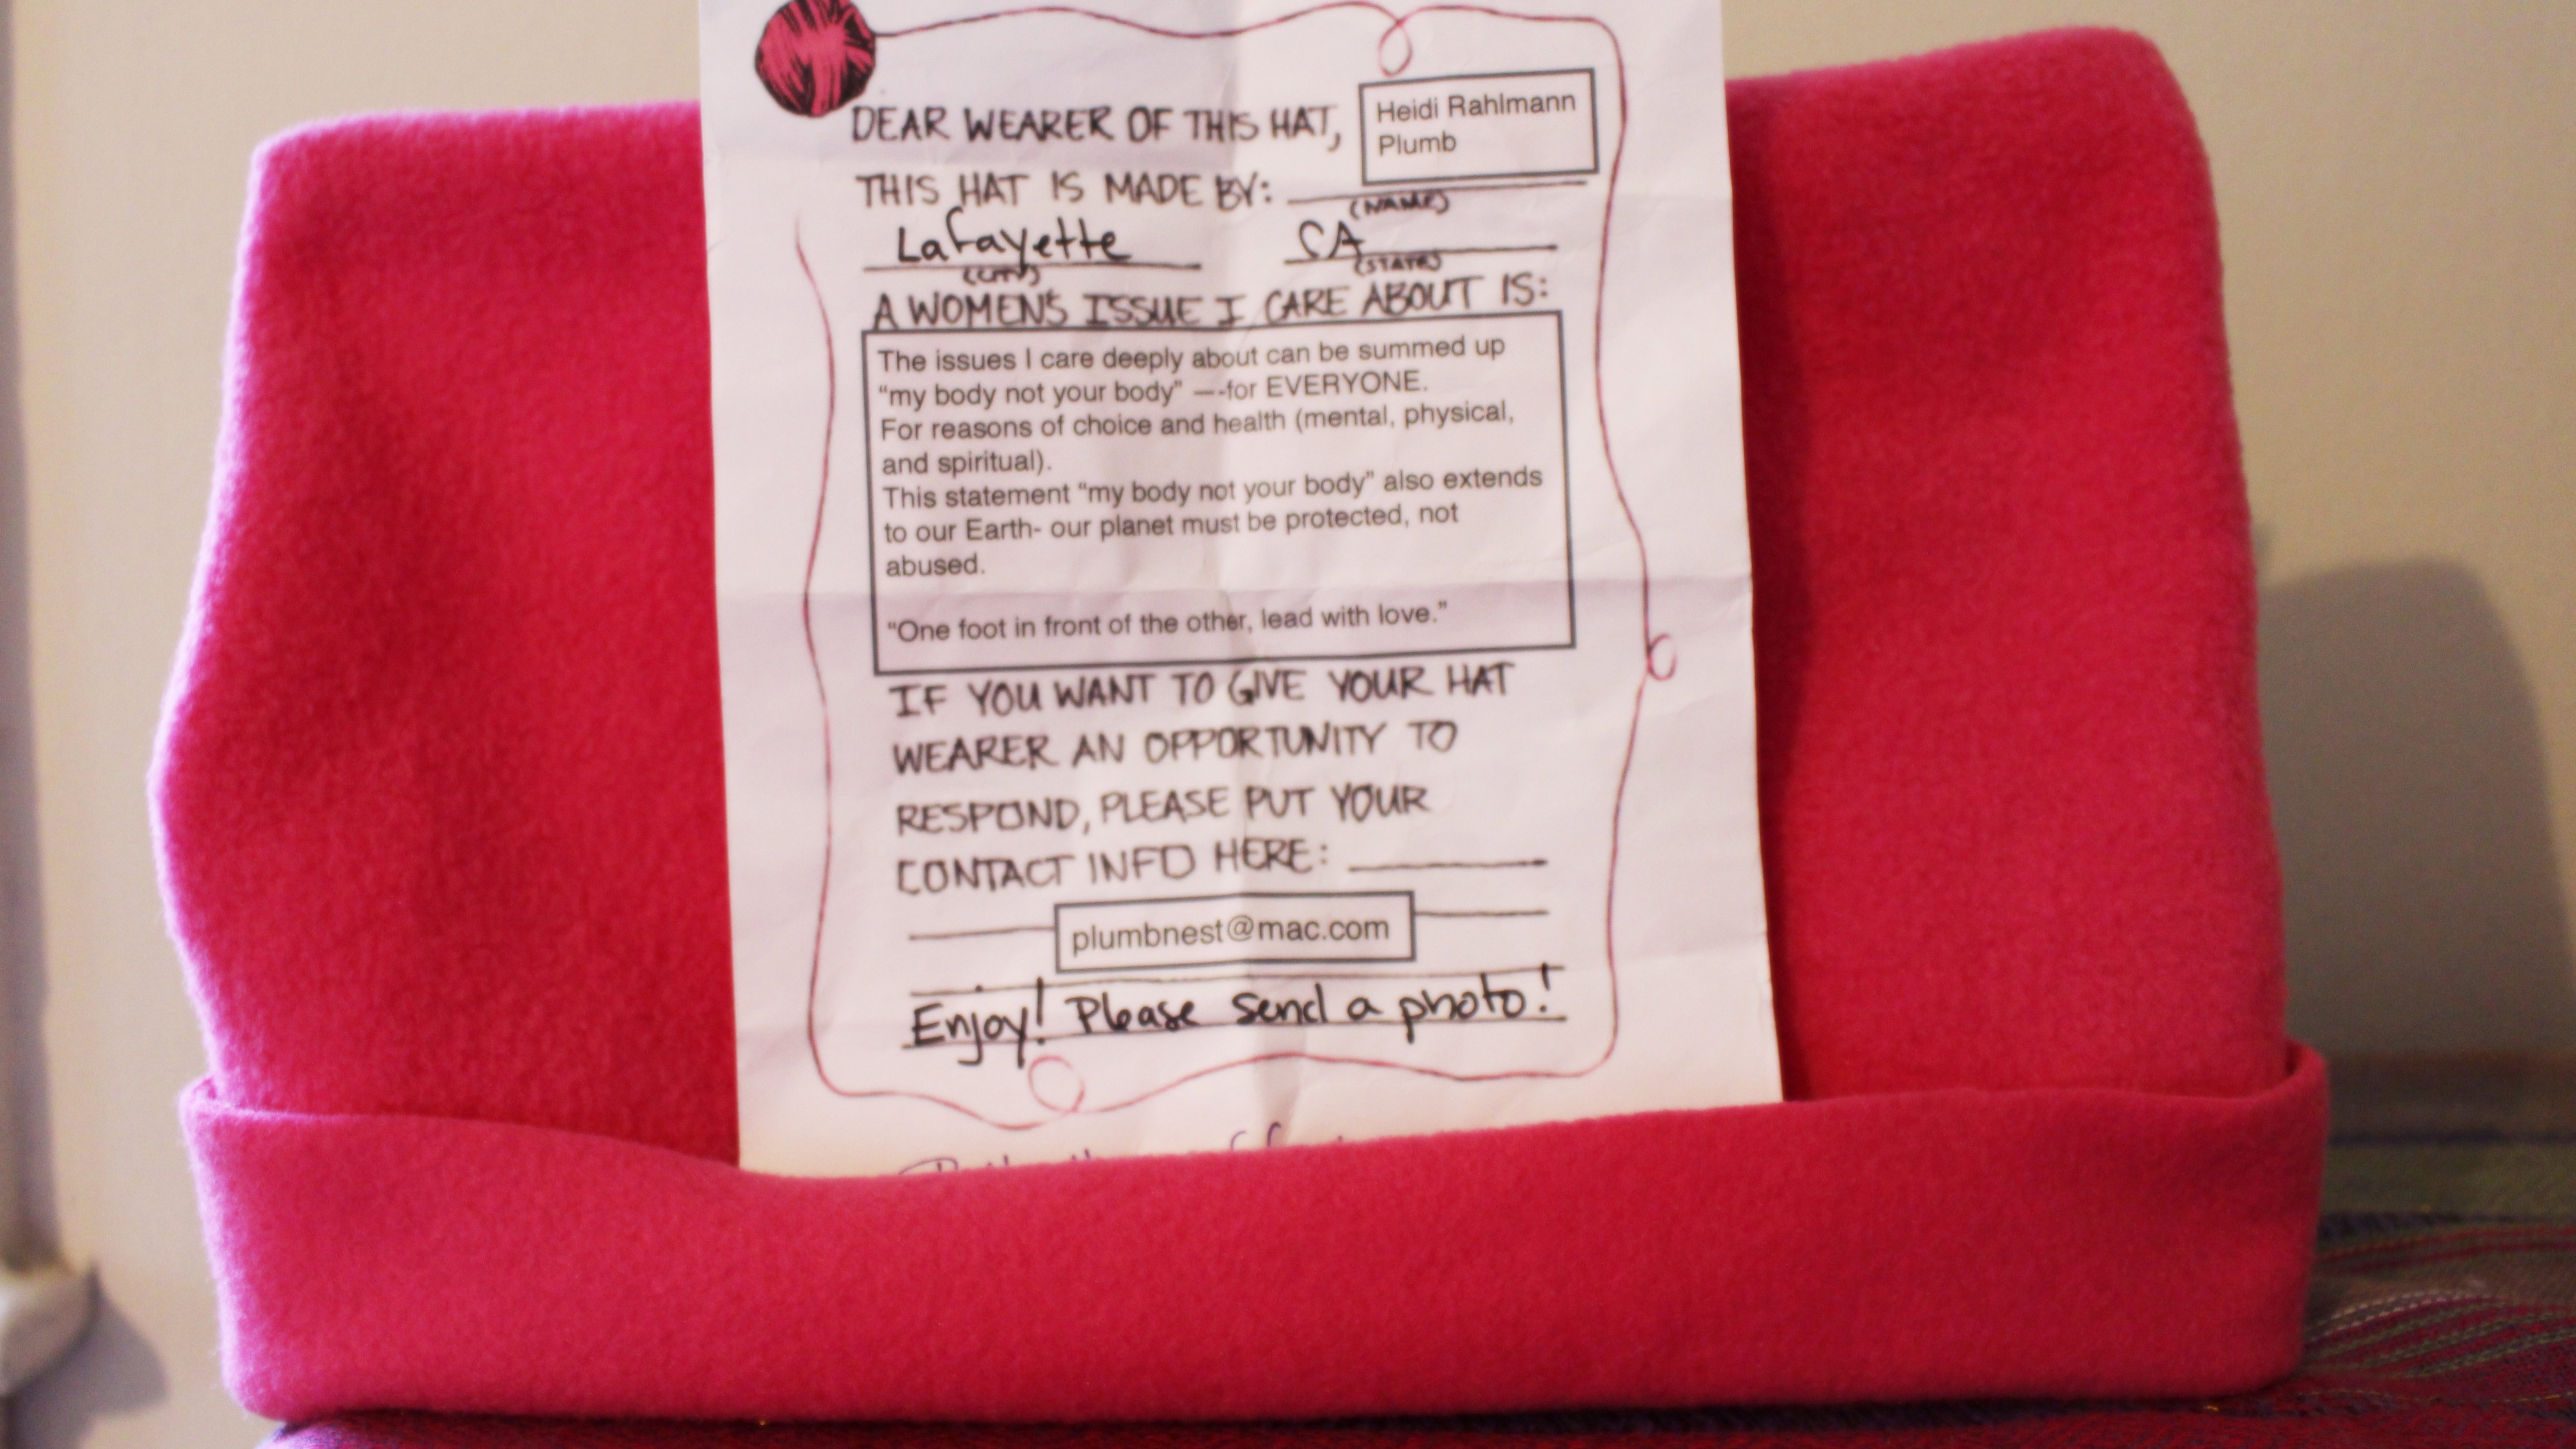 DEAR WEARER OF THIS HAT,
Heidi Rahlmann
Plumb
THIS HAT IS MADE BY:
(NAME)
Lafayette CA
(CITY) (STATE)
A WOMEN'S ISSUE I CARE ABOUT IS:
The issues I care deeply about can be summed up
“my body not your body” —-for EVERYONE.
For reasons of choice and health (mental, physical,
and spiritual).
This statement “my body not your body” also extends
to our Earth- our planet must be protected, not
abused.
“One foot in front of the other, lead with love.”
IF YOU WANT TO GIVE YOUR HAT
WEARER AN OPPORTUNITY TO
RESPOND, PLEASE PUT YOUR
CONTACT INFO HERE:
plumbnest@mac.com
Enjoy! Please send a photo!